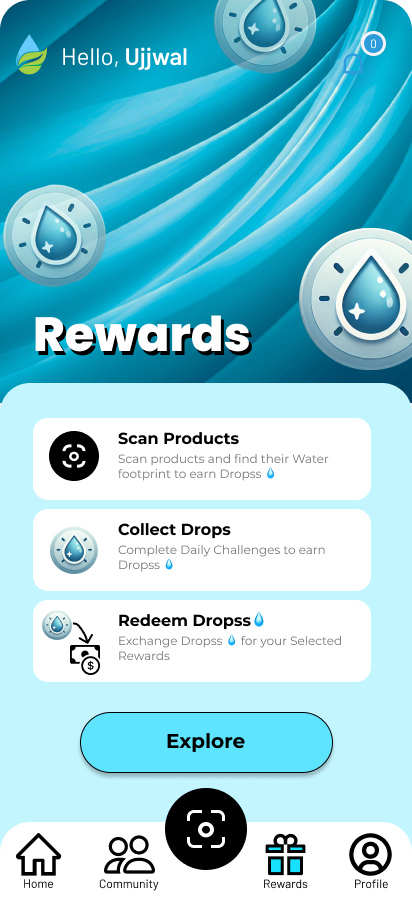 Hello, Ujjwal
0
Rewards
Scan Products
Scan products and find their Water
footprint to earn Dropss 💧
Collect Drops
Complete Daily Challenges to earn
Dropss 💧
Redeem Dropss💧
Exchange Dropss 💧 for your Selected
Rewards
$
Explore
Home
Community
Rewards
Profile